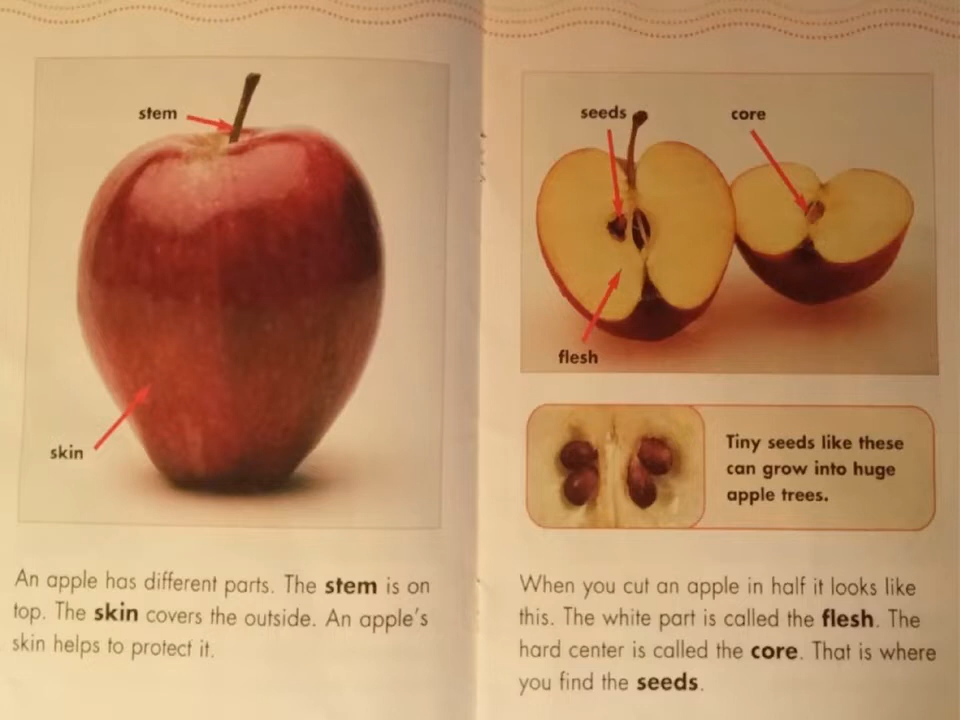 stem
skin
An apple has different parts. The stem is on
top. The skin covers the outside. An apple's
skin helps to protect it.
seeds
core
flesh
Tiny seeds like these
can grow into huge
apple trees.
When you cut an apple in half it looks like
this. The white part is called the flesh. The
hard center is called the core. That is where
you find the seeds.